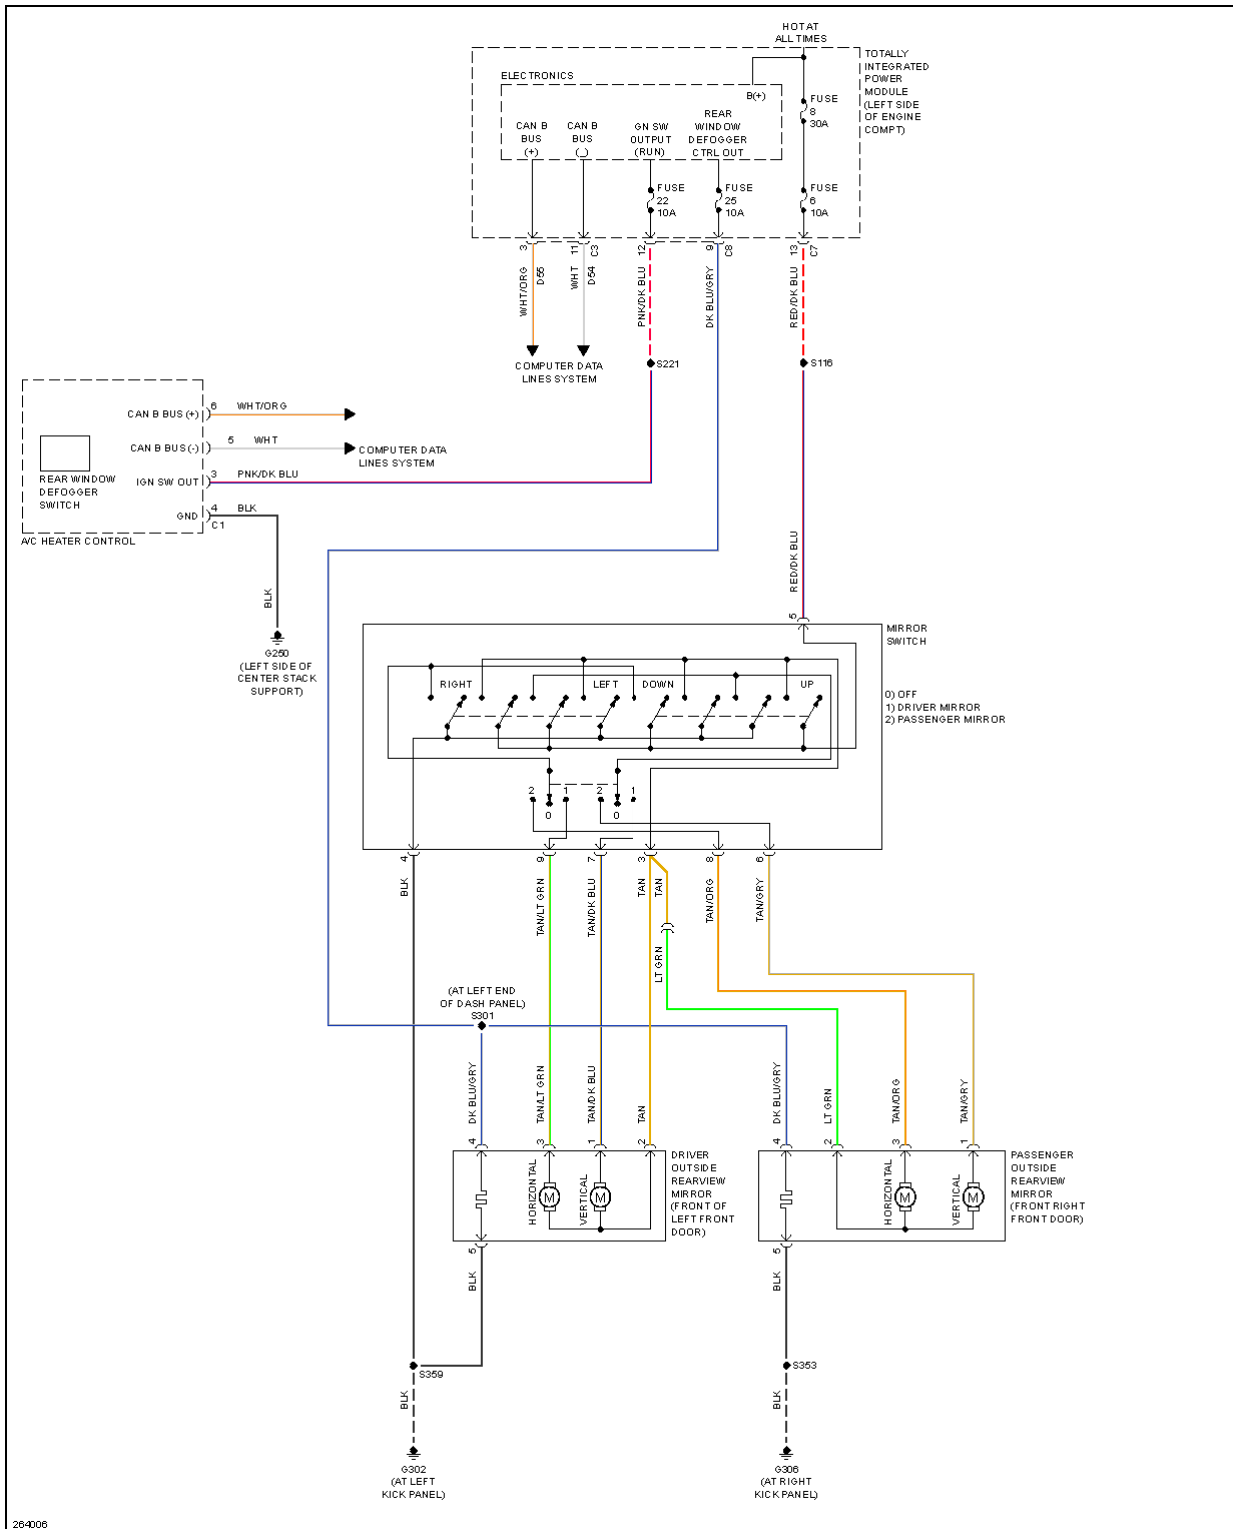 HOT AT
ALL TIMES
TOTALLY
INTEGRATED
POWER
MODULE
(LEFT SIDE
OF ENGINE
COMPT)
ELECTRONICS
B(+)
FUSE
8
30A
CAN B
BUS
(+)
CAN B
BUS
(_)
GN SW
OUTPUT
(RUN)
REAR
WINDOW
DEFOGGER
CTRL OUT
FUSE
22
10A
FUSE
25
10A
FUSE
6
10A
3
11
C3
12
9
C8
13
C7
WHT/ORG
D55
WHT
D54
PNK/DK BLU
DK BLU/GRY
RED/DK BLU
COMPUTER DATA
LINES SYSTEM
S221
S116
CAN B BUS (+)
6
WHT/ORG
CAN B BUS (-)
5
WHT
COMPUTER DATA
LINES SYSTEM
IGN SW OUT
3
PNK/DK BLU
GND
4
BLK
C1
REAR WINDOW
DEFOGGER
SWITCH
A/C HEATER CONTROL
BLK
G250
(LEFT SIDE OF
CENTER STACK
SUPPORT)
RED/DK BLU
5
MIRROR
SWITCH
RIGHT
LEFT
DOWN
UP
0) OFF
1) DRIVER MIRROR
2) PASSENGER MIRROR
2
1
0
2
1
0
4
9
7
3
8
6
BLK
TAN/LT GRN
TAN/DK BLU
TAN
TAN
TAN/ORG
TAN/GRY
LT GRN
(AT LEFT END
OF DASH PANEL)
S301
DK BLU/GRY
TAN/LT GRN
TAN/DK BLU
TAN
DK BLU/GRY
LT GRN
TAN/ORG
TAN/GRY
4
3
1
2
4
2
3
1
HORIZONTAL
M
VERTICAL
M
DRIVER
OUTSIDE
REARVIEW
MIRROR
(FRONT OF
LEFT FRONT
DOOR)
HORIZONTAL
M
VERTICAL
M
PASSENGER
OUTSIDE
REARVIEW
MIRROR
(FRONT RIGHT
FRONT DOOR)
5
BLK
5
BLK
S359
S353
BLK
BLK
G302
(AT LEFT
KICK PANEL)
G306
(AT RIGHT
KICK PANEL)
264006